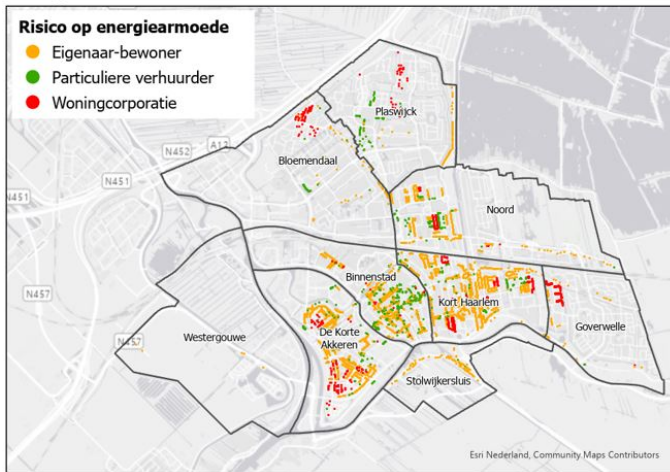 Risico op energiearmoede
Eigenaar-bewoner
Particuliere verhuurder
Woningcorporatie
Plaswijck
N452
A12
Bloemendaal
N451
N451
Noord
N457
Binnenstad
Kort Haarlem
Goverwelle
De Korte
Akkeren
Westergouwe
N457
Stolwijkersluis
Esri Nederland, Community Maps Contributors